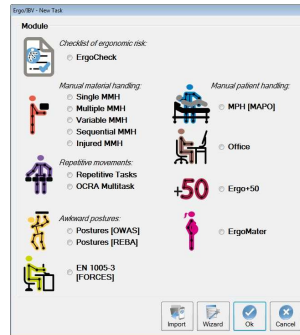 Ergo/IBV - New Task
Module
Checklist of ergonomic risk:
ErgoCheck
Manual material handling:
Single MMH
Multiple MMH
Variable MMH
Sequential MMH
Injured MMH
Repetitive movements:
Repetitive Tasks
OCRA Multitask
Awkward postures:
Postures [OWAS]
Postures [REBA]
EN 1005-3
[FORCES]
Manual patient handling:
MPH [MAPO]
Office
+50
Ergo+50
ErgoMater
Import
Wizard
Ok
Cancel